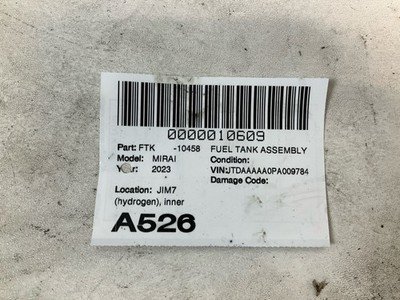 0000010609
Part: FTK -10458 FUEL TANK ASSEMBLY
Model: MIRAI Condition:
Year: 2023 VIN:JTDAAAAA0PA009784
Damage Code:
Location: JIM7
(hydrogen), inner
A526